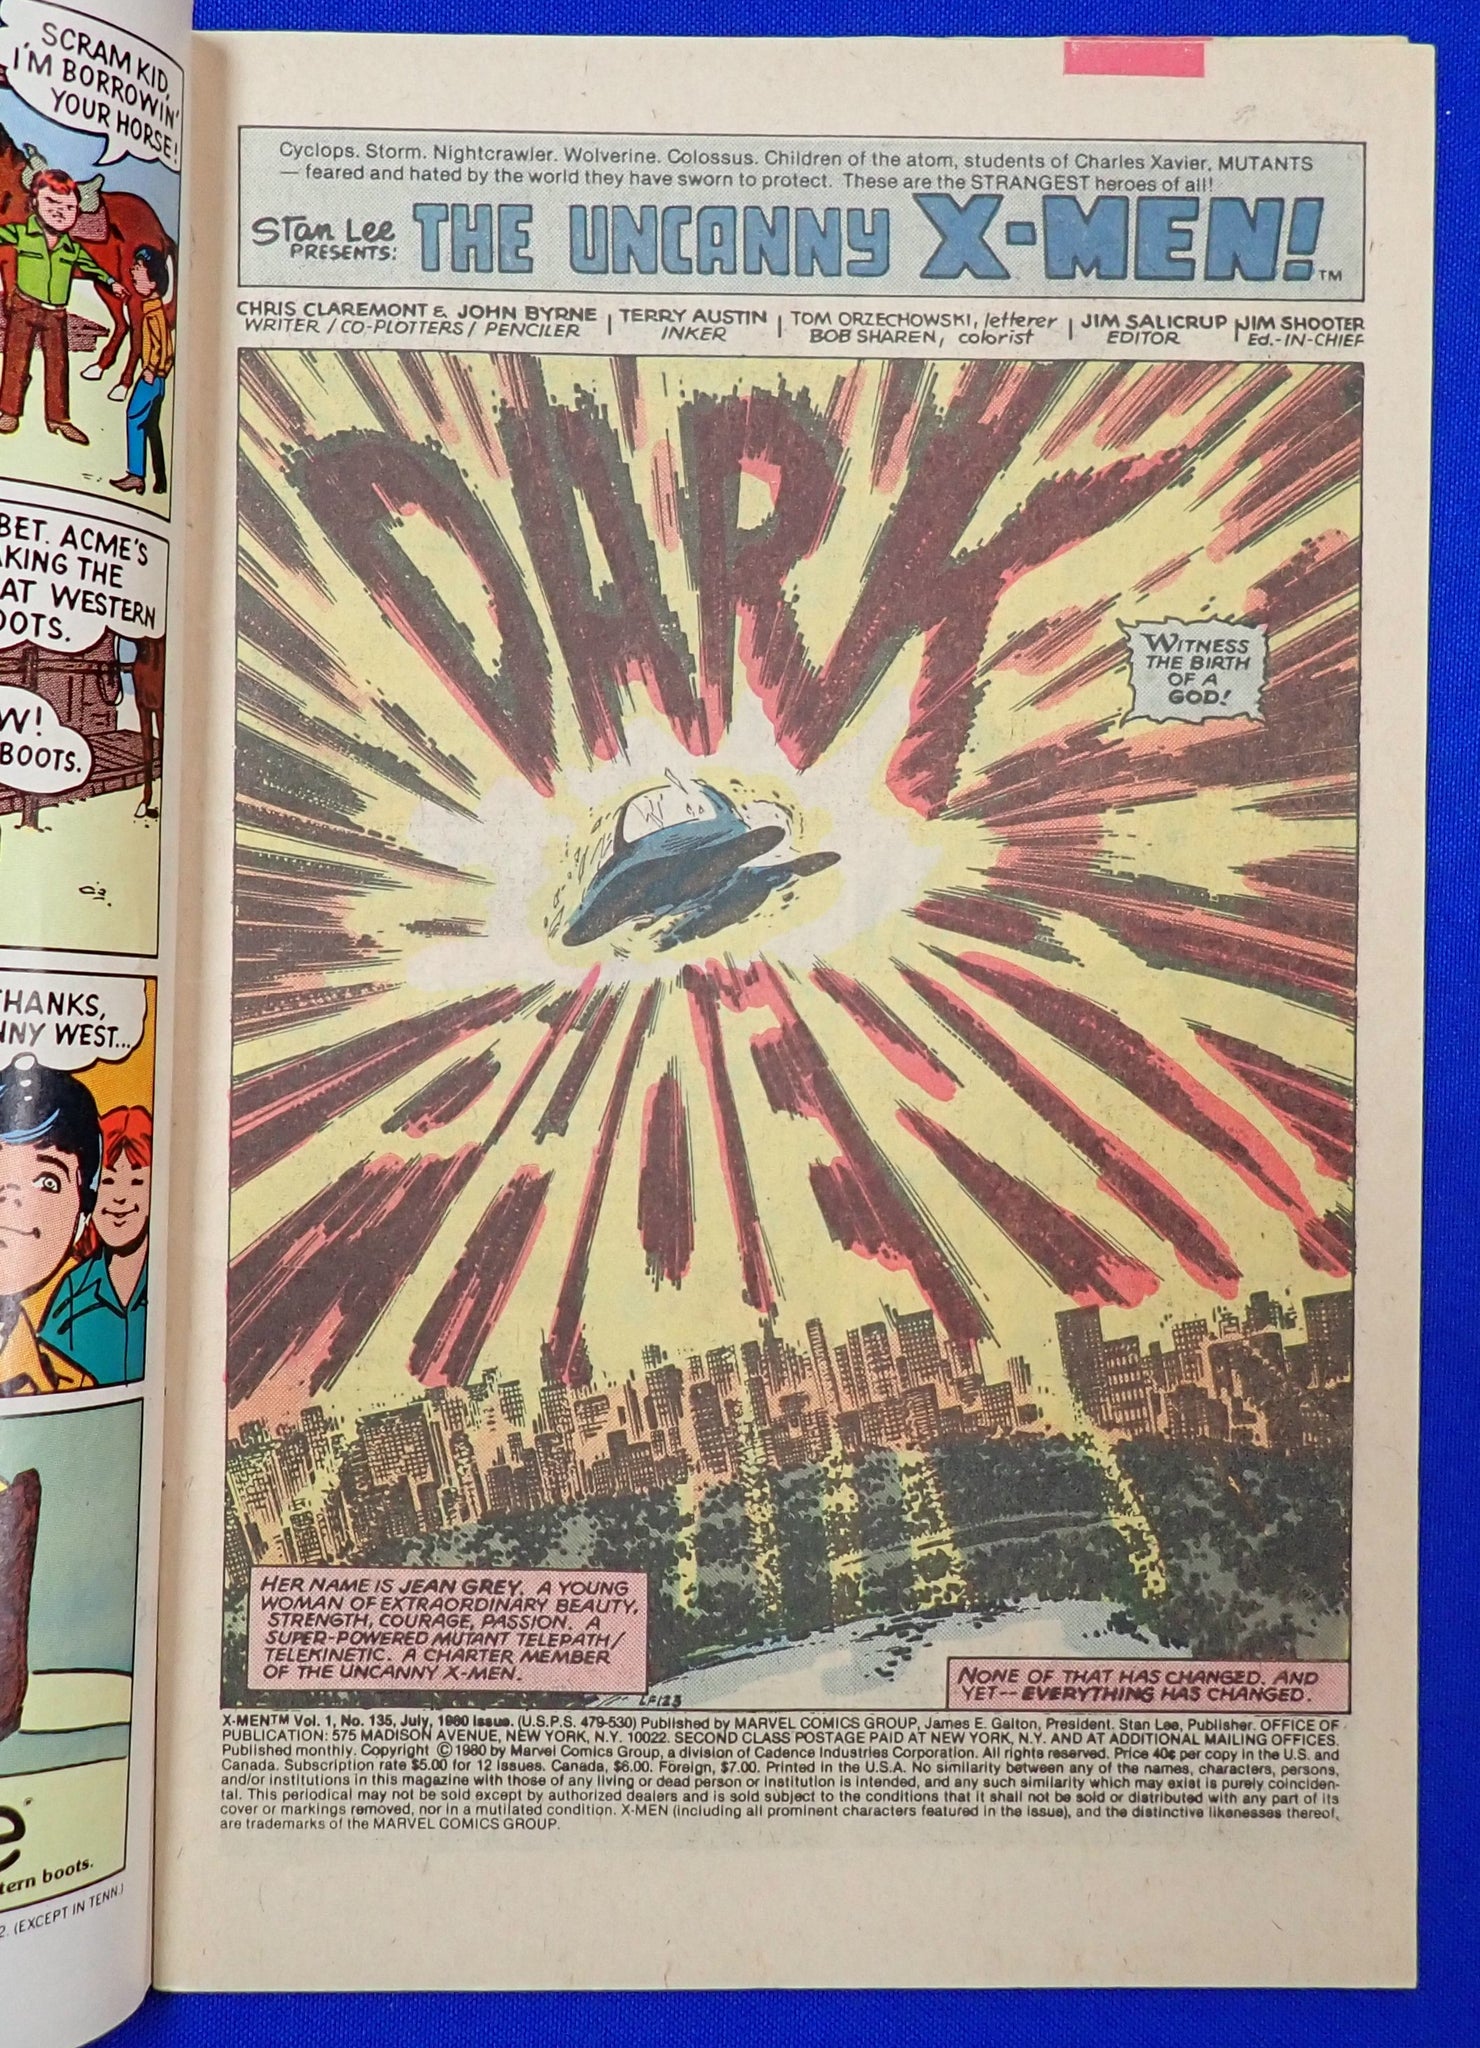 SCRAM KID,
I'M BORROWIN'
YOUR HORSE!
BET. ACME'S
AKING THE
AT WESTERN
OOTS.
W!
BOOTS.
THANKS,
NNY WEST...
e
tern boots.
2. (EXCEPT IN TENN.)
Cyclops. Storm. Nightcrawler. Wolverine. Colossus. Children of the atom, students of Charles Xavier, MUTANTS
— feared and hated by the world they have sworn to protect. These are the STRANGEST heroes of all!
Stan Lee
PRESENTS:
THE UNCANNY X-MEN!™
CHRIS CLAREMONT & JOHN BYRNE
WRITER / CO-PLOTTERS / PENCILER
TERRY AUSTIN
INKER
TOM ORZECHOWSKI, letterer
BOB SHAREN, colorist
JIM SALICRUP
EDITOR
JIM SHOOTER
Ed.-IN-CHIEF
DARK
PHOENIX
WITNESS
THE BIRTH
OF A
GOD!
HER NAME IS JEAN GREY. A YOUNG
WOMAN OF EXTRAORDINARY BEAUTY,
STRENGTH, COURAGE, PASSION. A
SUPER-POWERED MUTANT TELEPATH/
TELEKINETIC. A CHARTER MEMBER
OF THE UNCANNY X-MEN.
LF123
NONE OF THAT HAS CHANGED. AND
YET-- EVERYTHING HAS CHANGED.
X-MEN™ Vol. 1, No. 135, July, 1980 Issue. (U.S.P.S. 479-530) Published by MARVEL COMICS GROUP, James E. Galton, President. Stan Lee, Publisher. OFFICE OF
PUBLICATION: 575 MADISON AVENUE, NEW YORK, N.Y. 10022. SECOND CLASS POSTAGE PAID AT NEW YORK, N.Y. AND AT ADDITIONAL MAILING OFFICES.
Published monthly. Copyright © 1980 by Marvel Comics Group, a division of Cadence Industries Corporation. All rights reserved. Price 40¢ per copy in the U.S. and
Canada. Subscription rate $5.00 for 12 issues. Canada, $6.00. Foreign, $7.00. Printed in the U.S.A. No similarity between any of the names, characters, persons,
and/or institutions in this magazine with those of any living or dead person or institution is intended, and any such similarity which may exist is purely coinciden-
tal. This periodical may not be sold except by authorized dealers and is sold subject to the conditions that it shall not be sold or distributed with any part of its
cover or markings removed, nor in a mutilated condition. X-MEN (including all prominent characters featured in the issue), and the distinctive likenesses thereof,
are trademarks of the MARVEL COMICS GROUP.